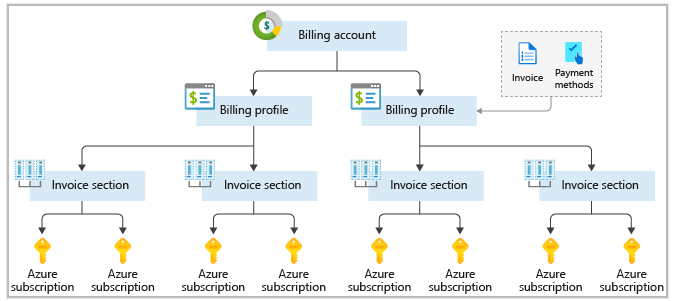 Billing account
Invoice
Payment
methods
Billing profile
Billing profile
Invoice section
Invoice section
Invoice section
Invoice section
Azure
subscription
Azure
subscription
Azure
subscription
Azure
subscription
Azure
subscription
Azure
subscription
Azure
subscription
Azure
subscription